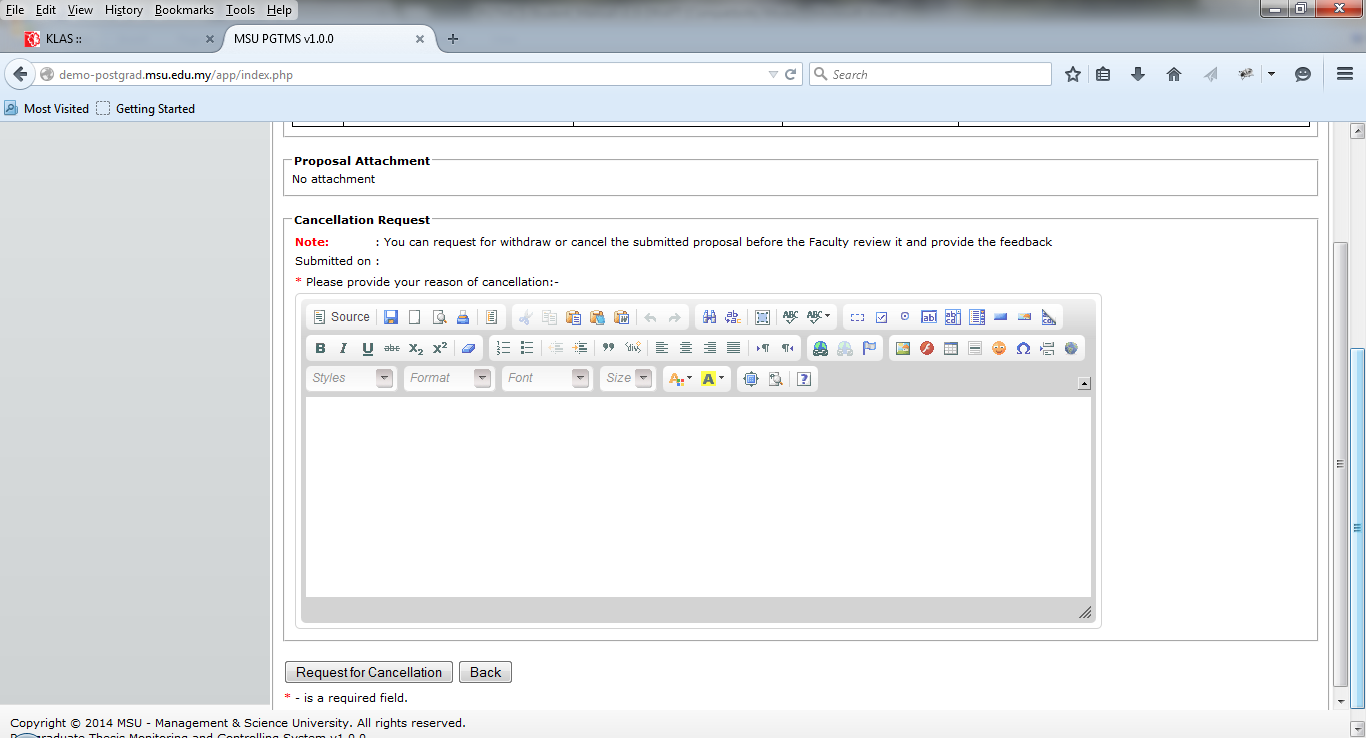 File Edit View History Bookmarks Tools Help
KLAS ::
MSU PGTMS v1.0.0
demo-postgrad.msu.edu.my/app/index.php
Search
Most Visited Getting Started
Proposal Attachment
No attachment
Cancellation Request
Note: : You can request for withdraw or cancel the submitted proposal before the Faculty review it and provide the feedback
Submitted on :
* Please provide your reason of cancellation:-
Source
B I U abc X2 X2
Styles Format Font Size
Request for Cancellation Back
* - is a required field.
Copyright © 2014 MSU - Management & Science University. All rights reserved.
Postgraduate Thesis Monitoring and Controlling System v1.0.0